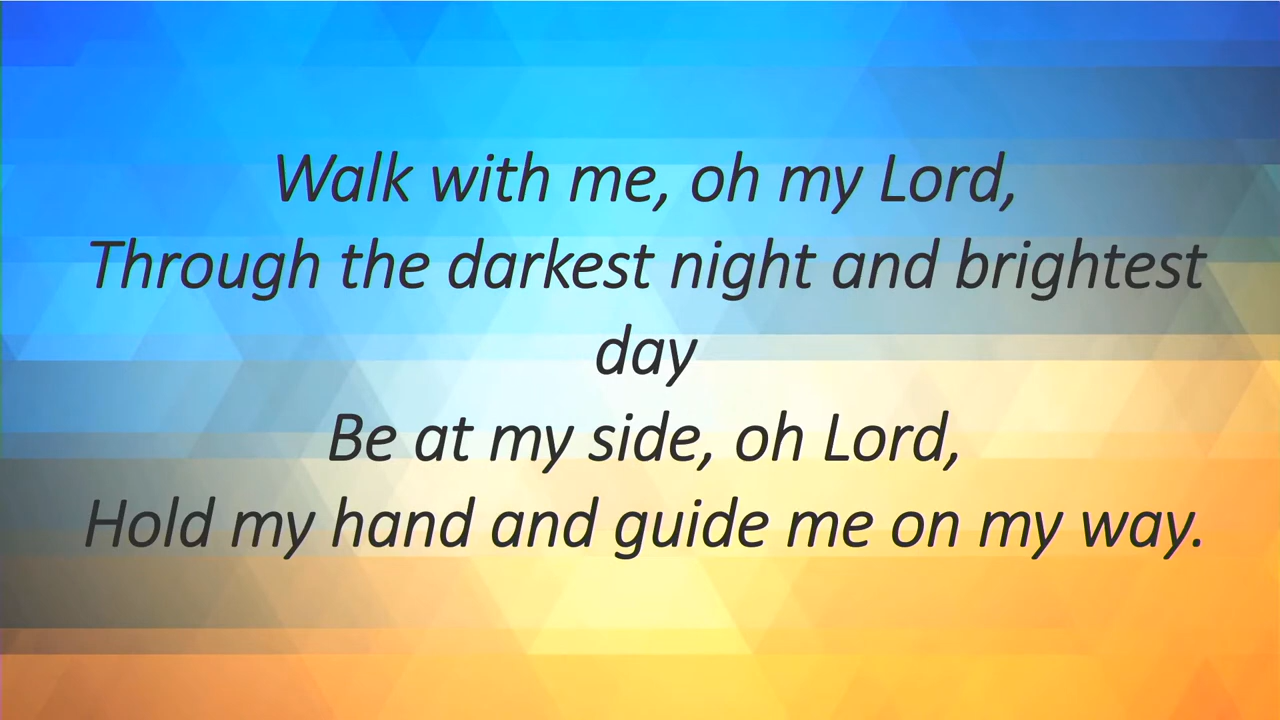 Walk with me, oh my Lord,
Through the darkest night and brightest
day
Be at my side, oh Lord,
Hold my hand and guide me on my way.